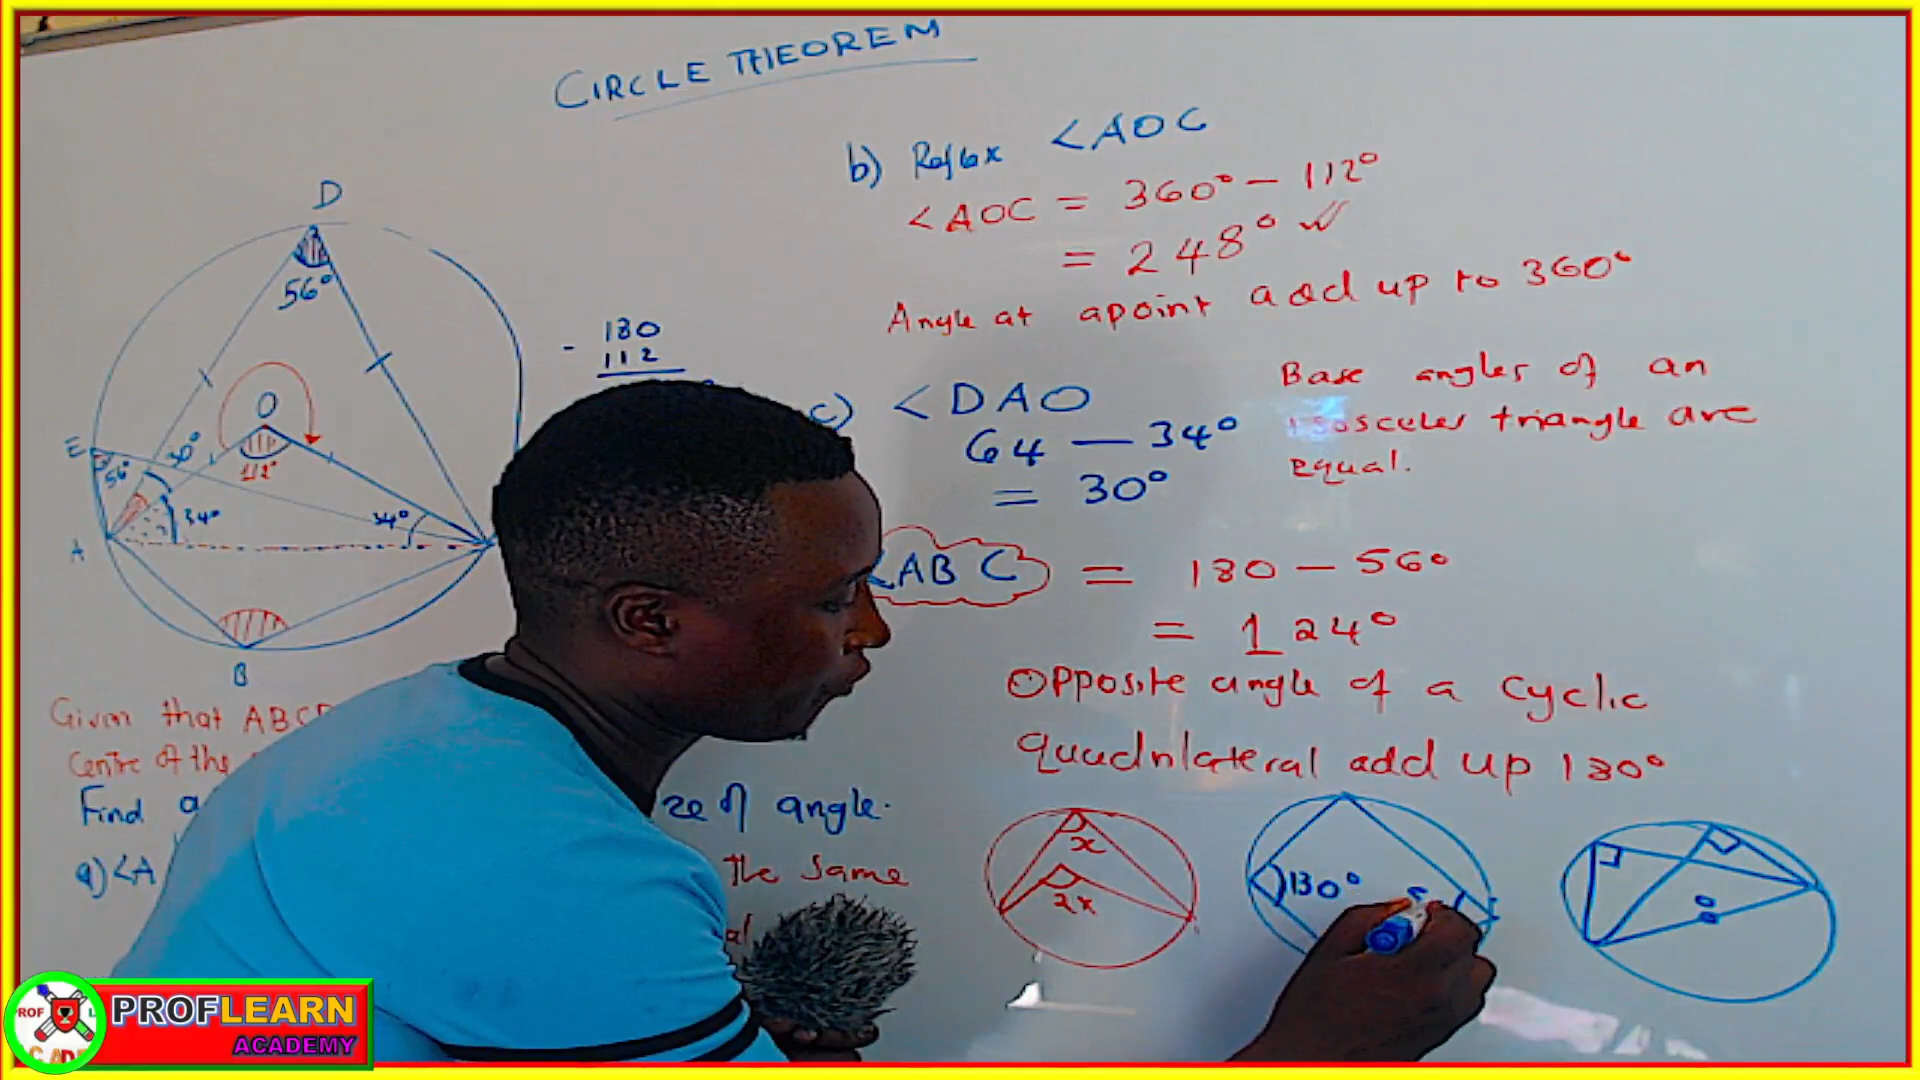 CIRCLE THEOREM
b) Reflex <AOC
<AOC = 360° - 112°
= 248°
Angle at apoint add up to 360°
D
56°
- 180
112
O
112°
E
56°
30°
34°
34°
A
B
c) <DAO
64 - 34°
= 30°
Base angles of an
isosceles triangle are
equal.
<ABC = 180 - 56°
= 124°
Opposite angle of a cyclic
quadrilateral add up 180°
Given that ABCD
Centre of the
Find a
ze of angle.
a) <A
The same
x
2x
130°
PROFLEARN
ACADEMY